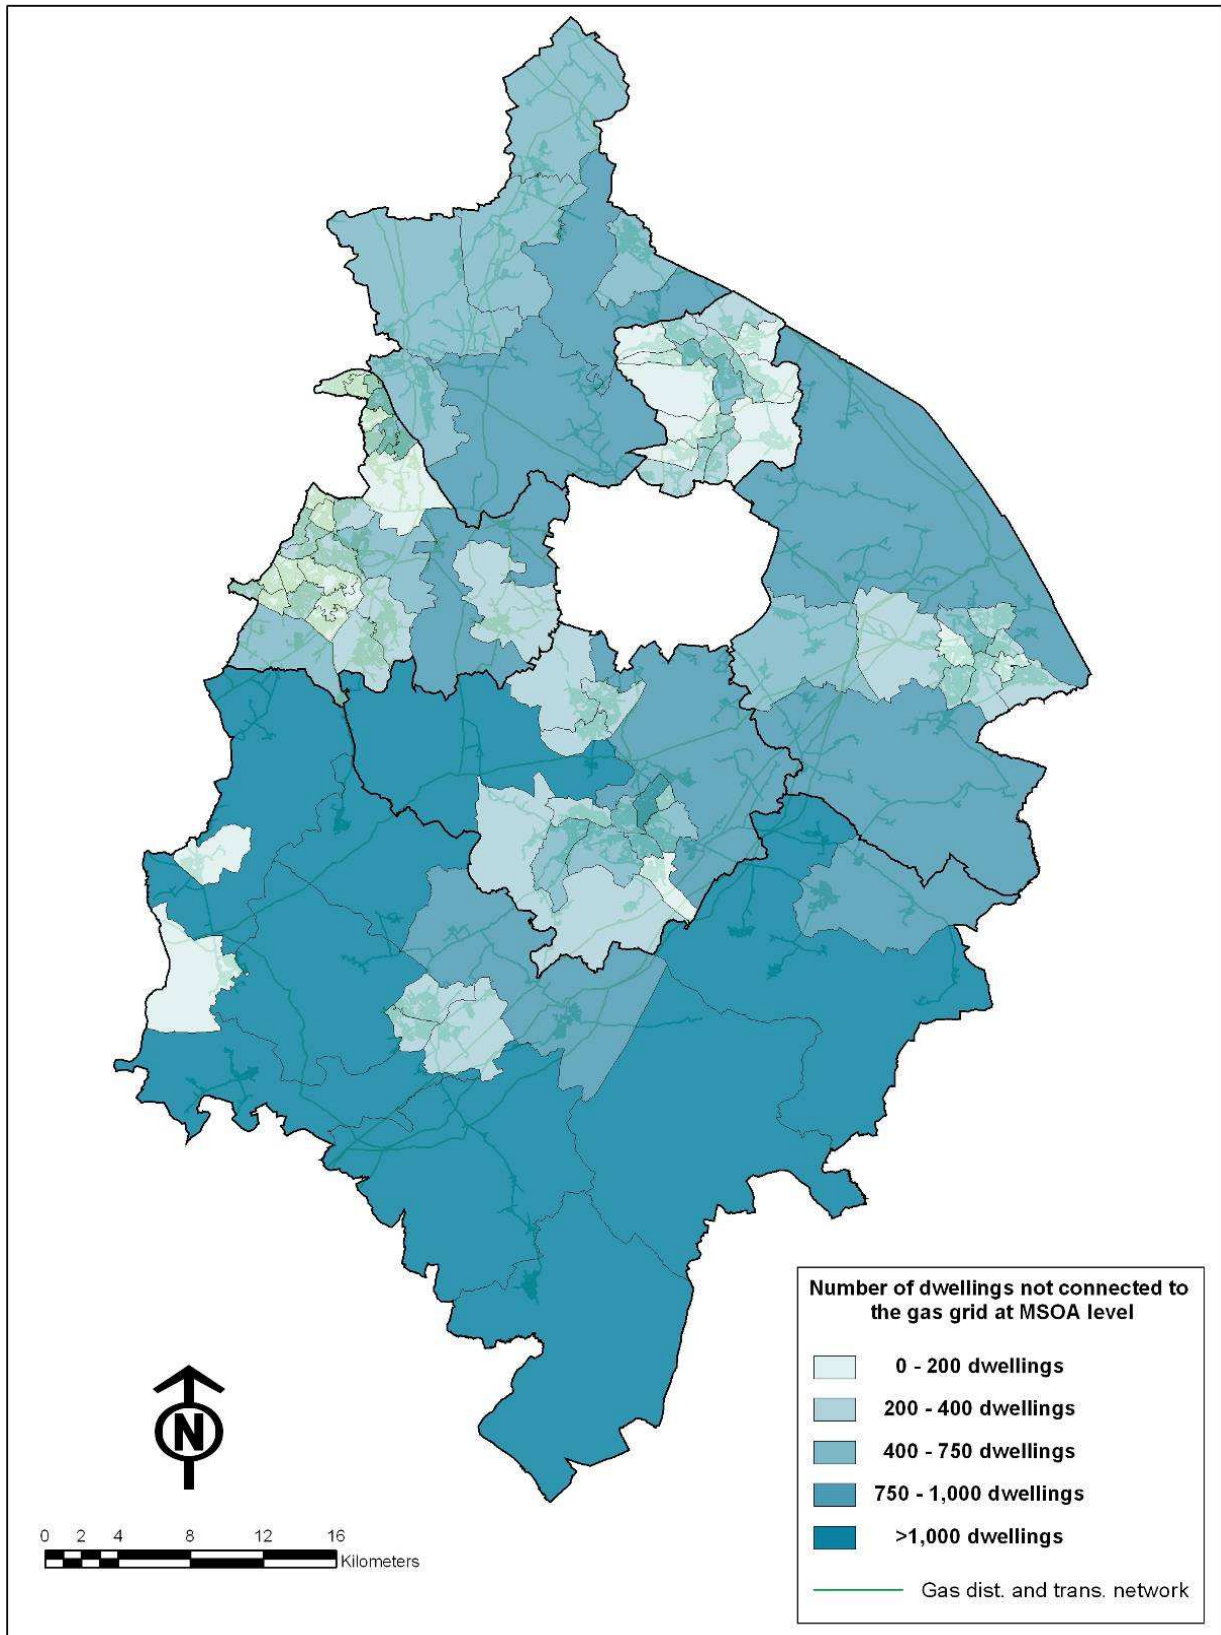 Number of dwellings not connected to
the gas grid at MSOA level
0 - 200 dwellings
200 - 400 dwellings
400 - 750 dwellings
750 - 1,000 dwellings
>1,000 dwellings
Gas dist. and trans. network
N
0 2 4 8 12 16
Kilometers